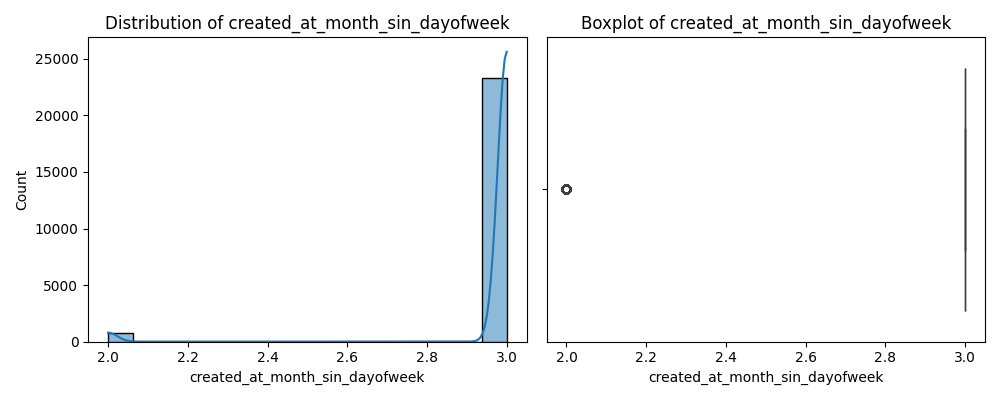 Distribution of created_at_month_sin_dayofweek
Count
25000
20000
15000
10000
5000
0
2.0 2.2 2.4 2.6 2.8 3.0
created_at_month_sin_dayofweek
Boxplot of created_at_month_sin_dayofweek
2.0 2.2 2.4 2.6 2.8 3.0
created_at_month_sin_dayofweek